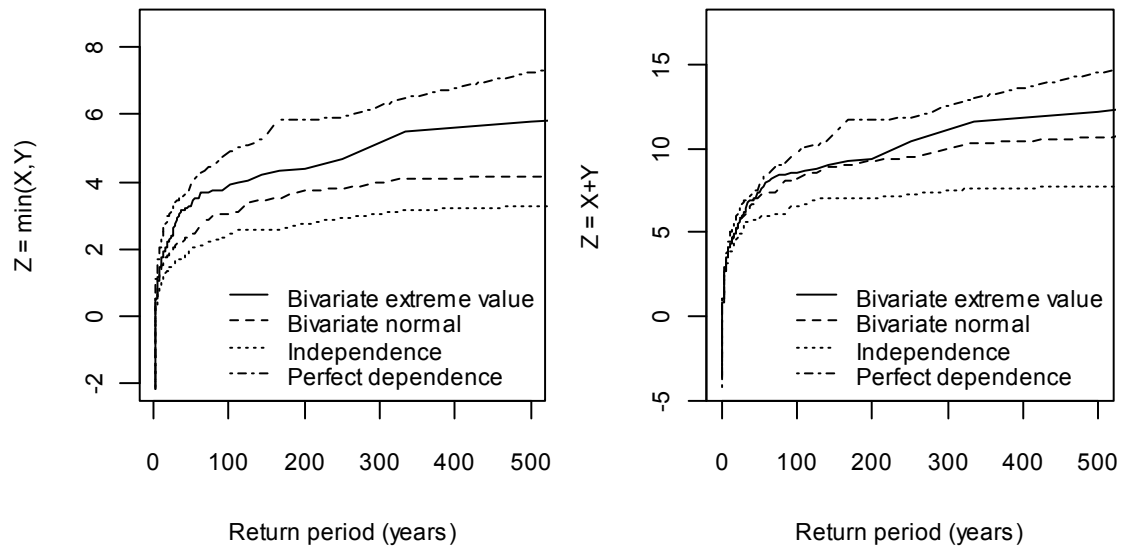 Z = min(X,Y)
8
6
4
2
0
-2
Bivariate extreme value
Bivariate normal
Independence
Perfect dependence
0 100 200 300 400 500
Return period (years)
Z = X+Y
15
10
5
0
-5
Bivariate extreme value
Bivariate normal
Independence
Perfect dependence
0 100 200 300 400 500
Return period (years)